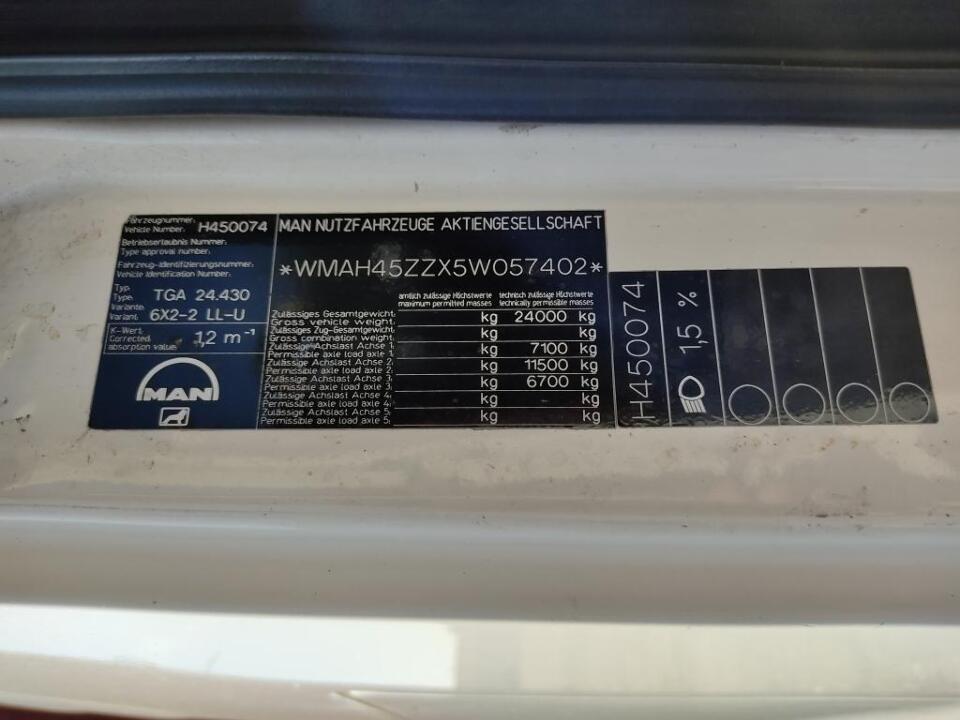 Fahrzeugnummer:
Vehicle Number: H450074
Betriebserlaubnis Nummer:
Type approval number:
Fahrzeug-Identifizierungsnummer:
Vehicle Identification Number:
Typ:
Type: TGA 24.430
Variante:
Variant: 6X2-2 LL-U
K-Wert:
Corrected absorption value: 1,2 m⁻¹
MAN
MAN NUTZFAHRZEUGE AKTIENGESELLSCHAFT
*WMAH45ZZX5W057402*
amtlich zulässige Höchstwerte technisch zulässige Höchstwerte
maximum permitted masses technically permissible masses
Zulässiges Gesamtgewicht:
Gross vehicle weight: kg 24000 kg
Zulässiges Zug-Gesamtgewicht:
Gross combination weight: kg kg
Zulässige Achslast Achse 1:
Permissible axle load axle 1: kg 7100 kg
Zulässige Achslast Achse 2:
Permissible axle load axle 2: kg 11500 kg
Zulässige Achslast Achse 3:
Permissible axle load axle 3: kg 6700 kg
Zulässige Achslast Achse 4:
Permissible axle load axle 4: kg kg
Zulässige Achslast Achse 5:
Permissible axle load axle 5: kg kg
H450074
1,5 %